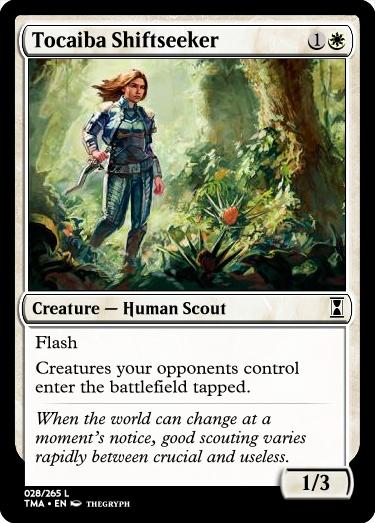 Tocaiba Shiftseeker 1
Creature — Human Scout
Flash
Creatures your opponents control
enter the battlefield tapped.
When the world can change at a
moment's notice, good scouting varies
rapidly between crucial and useless.
1/3
028/265 L
TMA • EN THEGRYPH